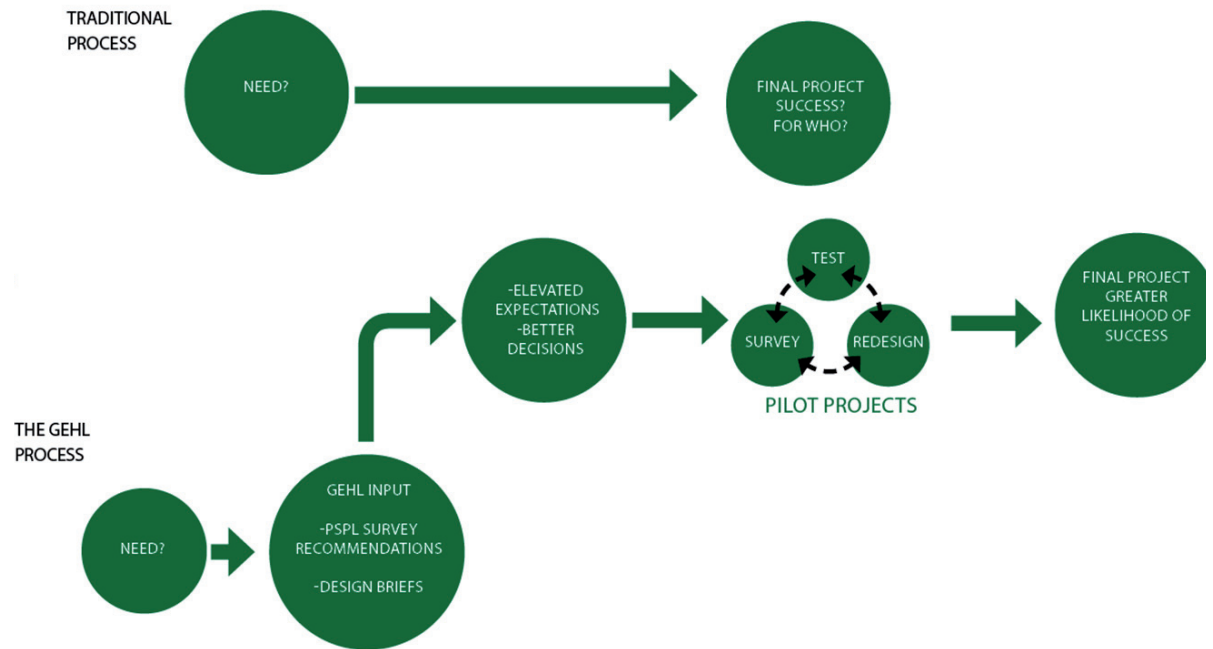 TRADITIONAL
PROCESS
NEED?
FINAL PROJECT
SUCCESS?
FOR WHO?
THE GEHL
PROCESS
NEED?
GEHL INPUT
-PSPL SURVEY
RECOMMENDATIONS
-DESIGN BRIEFS
-ELEVATED
EXPECTATIONS
-BETTER
DECISIONS
TEST
SURVEY
REDESIGN
PILOT PROJECTS
FINAL PROJECT
GREATER
LIKELIHOOD OF
SUCCESS